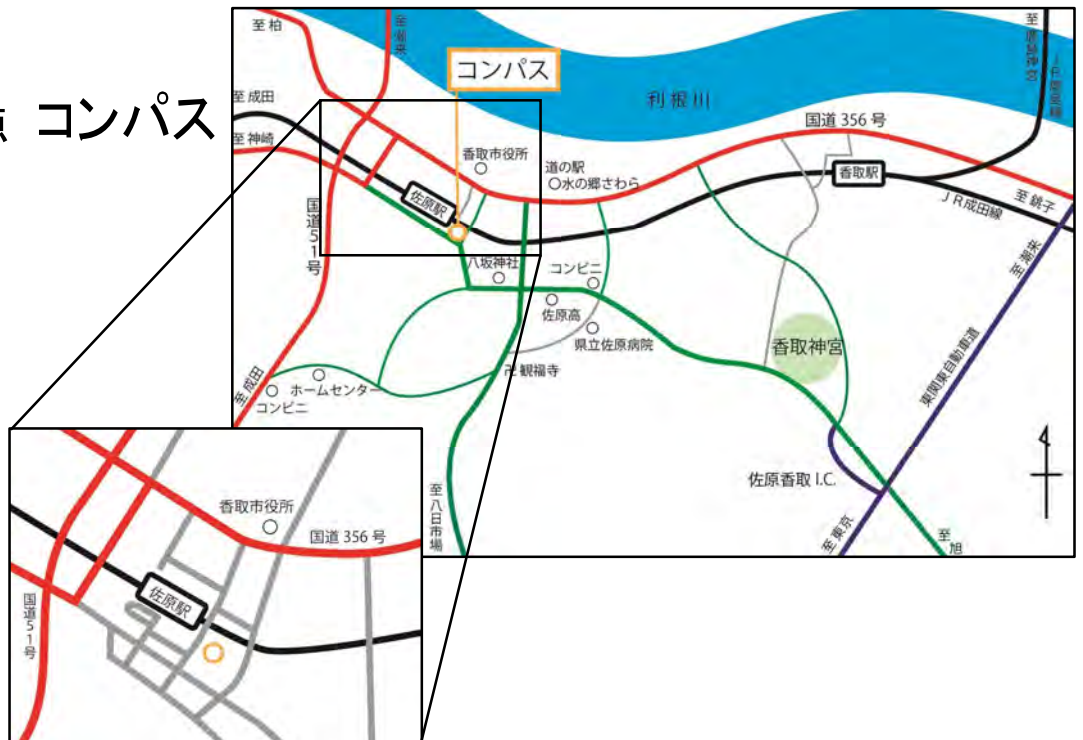 コンパス
至柏
至潮来
コンパス
利根川
至鹿島神宮
ＪＲ鹿島線
至成田
国道 356 号
至神崎
香取市役所
道の駅
水の郷さわら
香取駅
佐原駅
ＪＲ成田線
至銚子
国道51号
八坂神社
コンビニ
至潮来
佐原高
県立佐原病院
香取神宮
東関東自動車道
卍観福寺
至成田
ホームセンター
コンビニ
佐原香取 I.C.
至八日市場
至東京
至旭
香取市役所
国道 356 号
佐原駅
国道51号